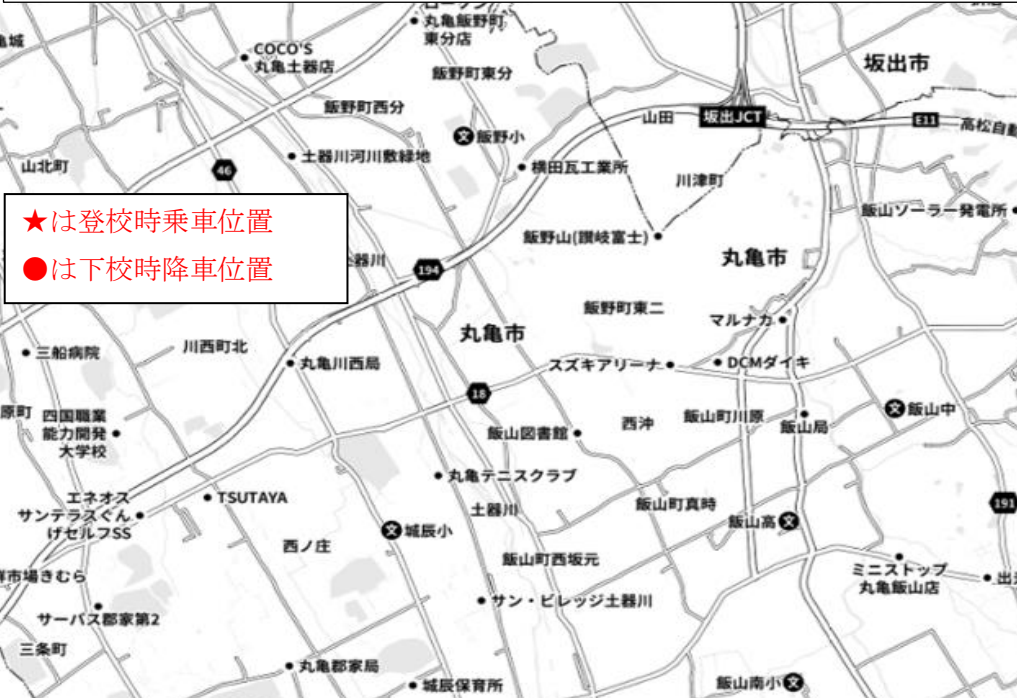 丸亀飯野町
東分店
COCO'S
丸亀土器店
飯野町東分
坂出市
飯野町西分
山田
坂出JCT
E11
高松自動
文 飯野小
土器川河川敷緑地
山北町
46
横田瓦工業所
川津町
飯山ソーラー発電所
★は登校時乗車位置
●は下校時降車位置
飯野山(讃岐富士)
丸亀市
194
飯野町東二
マルナカ
丸亀市
三船病院
川西町北
丸亀川西局
スズキアリーナ
DCMダイキ
18
原町
四国職業
能力開発
大学校
飯山図書館
西沖
飯山町川原
飯山局
文 飯山中
丸亀テニスクラブ
エネオス
サンテラスぐん
げセルフSS
TSUTAYA
土器川
飯山町真時
191
文 城辰小
飯山高 文
西ノ庄
飯山町西坂元
ミニストップ
丸亀飯山店
市場きむら
サーパス郡家第2
サン・ビレッジ土器川
三条町
丸亀郡家局
城辰保育所
飯山南小 文